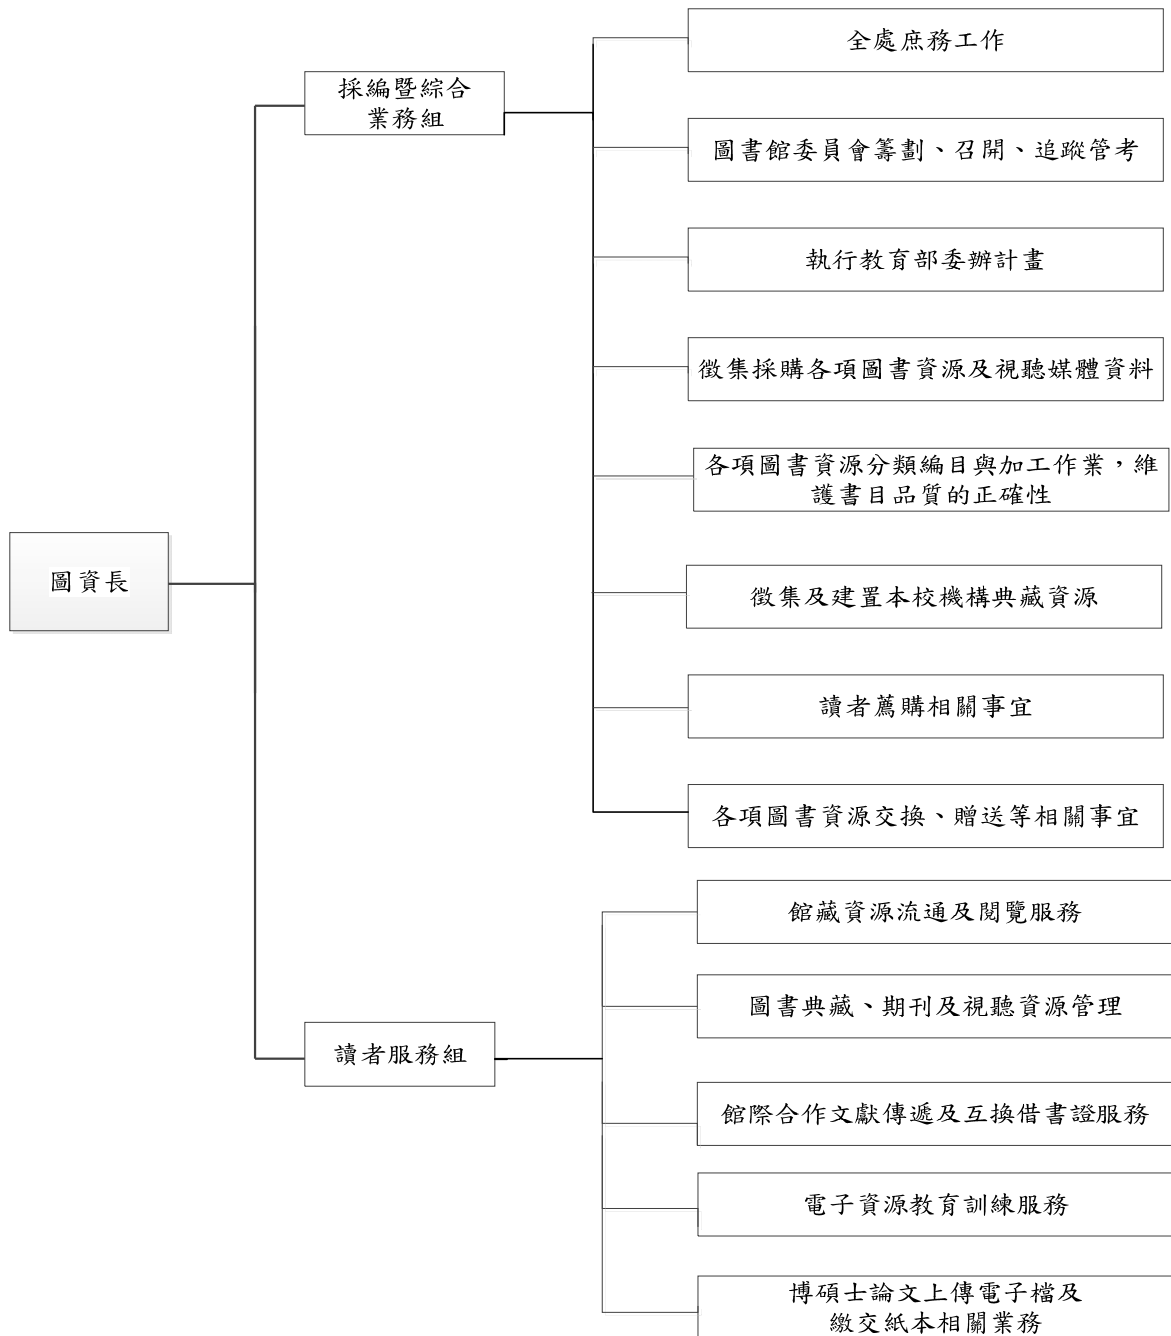 圖資長
採編暨綜合
業務組
全處庶務工作
圖書館委員會籌劃、召開、追蹤管考
執行教育部委辦計畫
徵集採購各項圖書資源及視聽媒體資料
各項圖書資源分類編目與加工作業，維
護書目品質的正確性
徵集及建置本校機構典藏資源
讀者薦購相關事宜
各項圖書資源交換、贈送等相關事宜
讀者服務組
館藏資源流通及閱覽服務
圖書典藏、期刊及視聽資源管理
館際合作文獻傳遞及互換借書證服務
電子資源教育訓練服務
博碩士論文上傳電子檔及
繳交紙本相關業務